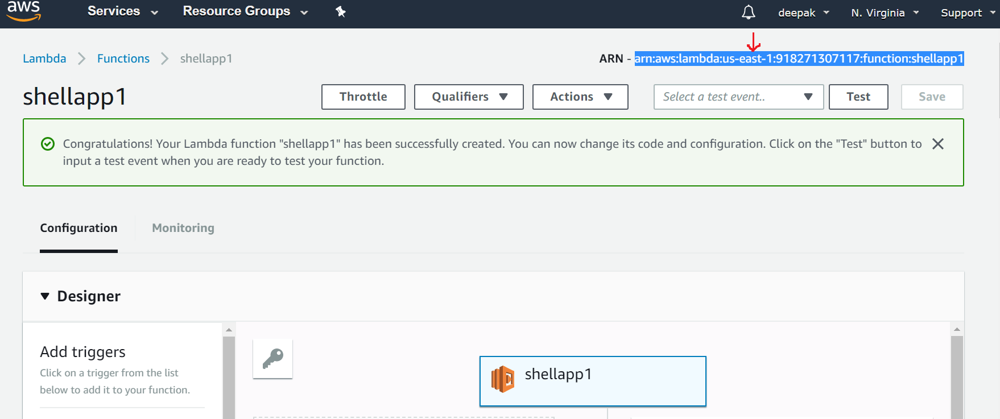 aws Services Resource Groups deepak N. Virginia Support
Lambda Functions shellapp1 ARN - arn:aws:lambda:us-east-1:918271307117:function:shellapp1
shellapp1 Throttle Qualifiers Actions Select a test event.. Test Save
Congratulations! Your Lambda function "shellapp1" has been successfully created. You can now change its code and configuration. Click on the "Test" button to
input a test event when you are ready to test your function.
Configuration Monitoring
Designer
Add triggers
Click on a trigger from the list
below to add it to your function.
shellapp1